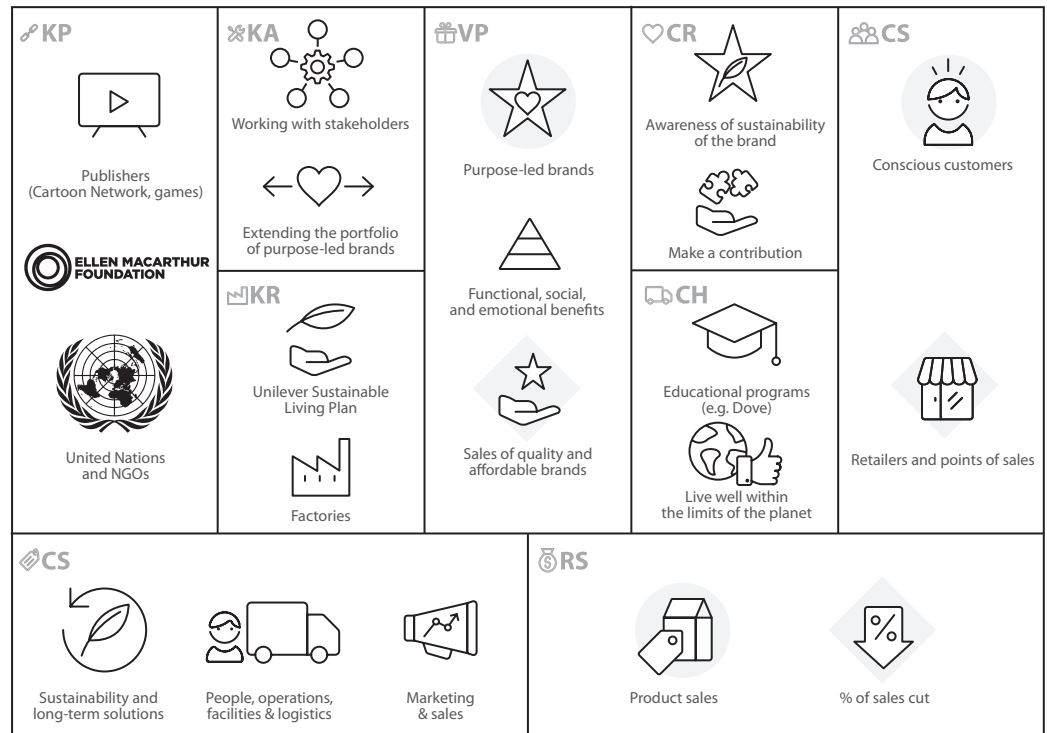 KP
Publishers
(Cartoon Network, games)
ELLEN MACARTHUR
FOUNDATION
United Nations
and NGOs
KA
Working with stakeholders
Extending the portfolio
of purpose-led brands
KR
Unilever Sustainable
Living Plan
Factories
VP
Purpose-led brands
Functional, social,
and emotional benefits
Sales of quality and
affordable brands
CR
Awareness of sustainability
of the brand
Make a contribution
CH
Educational programs
(e.g. Dove)
Live well within
the limits of the planet
CS
Conscious customers
Retailers and points of sales
CS
Sustainability and
long-term solutions
People, operations,
facilities & logistics
Marketing
& sales
RS
$
Product sales
%
% of sales cut